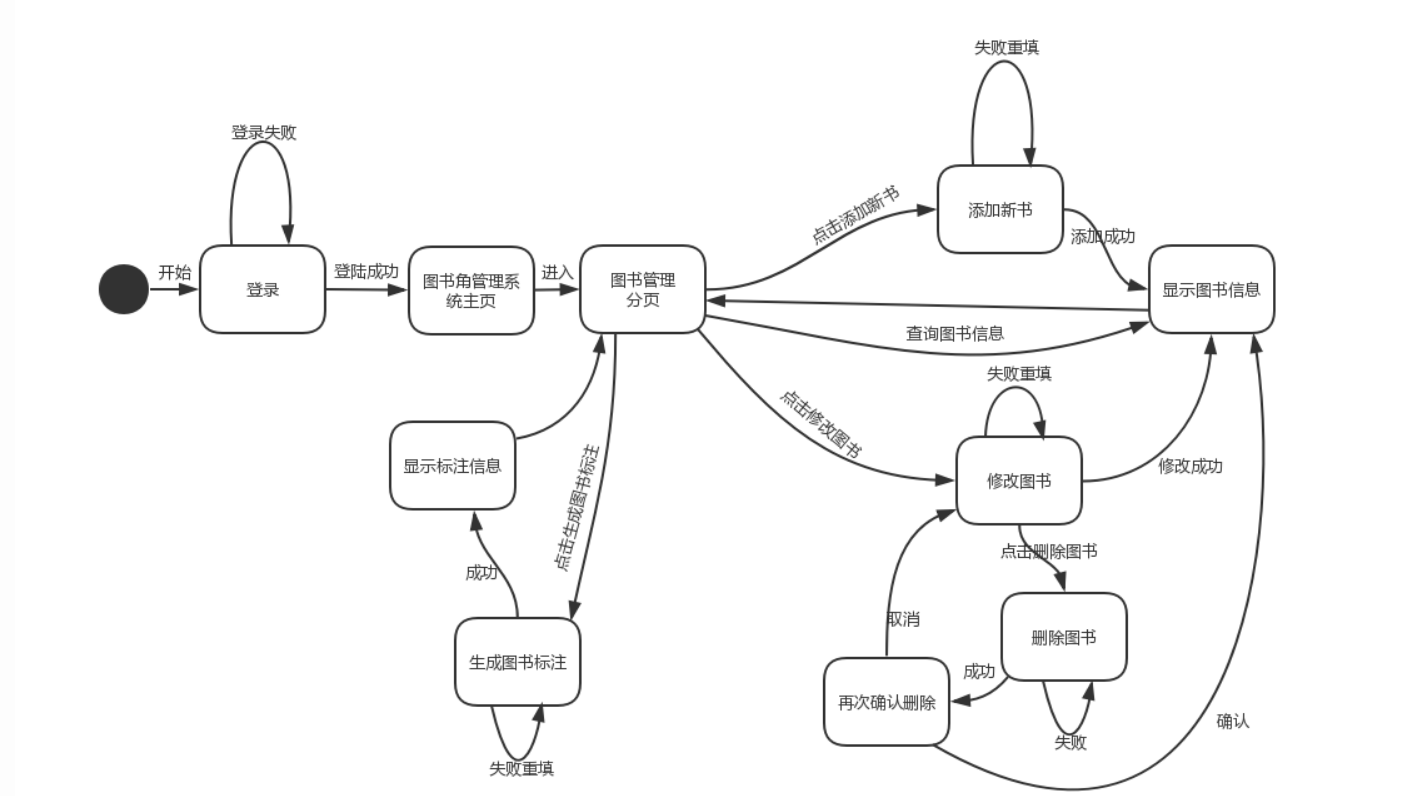 失败重填
登录失败
点击添加新书
添加新书
添加成功
开始
登录
登陆成功
图书角管理系
统主页
进入
图书管理
分页
显示图书信息
查询图书信息
失败重填
点击修改图书
显示标注信息
点击生成图书标注
修改图书
修改成功
点击删除图书
成功
取消
删除图书
生成图书标注
成功
再次确认删除
确认
失败
失败重填